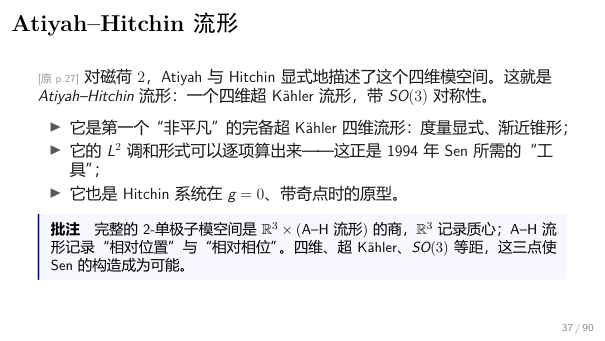 Atiyah–Hitchin 流形
[原 p.27] 对磁荷 2，Atiyah 与 Hitchin 显式地描述了这个四维模空间。这就是
Atiyah–Hitchin 流形：一个四维超 Kähler 流形，带 SO(3) 对称性。
▶ 它是第一个“非平凡”的完备超 Kähler 四维流形：度量显式、渐近锥形；
▶ 它的 L² 调和形式可以逐项算出来——这正是 1994 年 Sen 所需的“工
具”；
▶ 它也是 Hitchin 系统在 g = 0、带奇点时的原型。
批注 完整的 2-单极子模空间是 ℝ³ × (A–H 流形) 的商，ℝ³ 记录质心；A–H 流
形记录“相对位置”与“相对相位”。四维、超 Kähler、SO(3) 等距，这三点使
Sen 的构造成为可能。
37 / 90